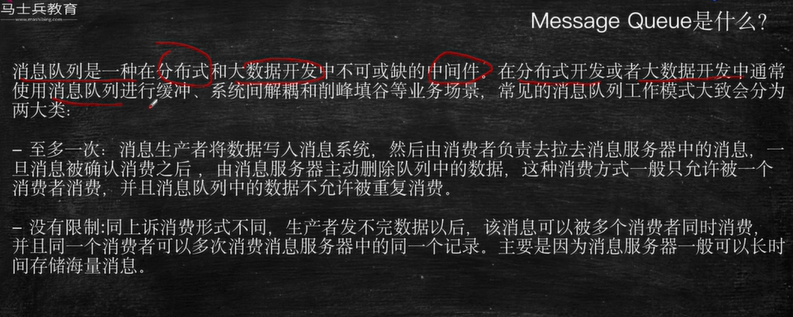 马士兵教育
www.mashibing.com
Message Queue是什么?
消息队列是一种在分布式和大数据开发中不可或缺的中间件。在分布式开发或者大数据开发中通常
使用消息队列进行缓冲、系统间解耦和削峰填谷等业务场景，常见的消息队列工作模式大致会分为
两大类:
- 至多一次：消息生产者将数据写入消息系统，然后由消费者负责去拉去消息服务器中的消息，一
旦消息被确认消费之后 ，由消息服务器主动删除队列中的数据，这种消费方式一般只允许被一个
消费者消费，并且消息队列中的数据不允许被重复消费。
- 没有限制:同上诉消费形式不同，生产者发不完数据以后，该消息可以被多个消费者同时消费，
并且同一个消费者可以多次消费消息服务器中的同一个记录。主要是因为消息服务器一般可以长时
间存储海量消息。